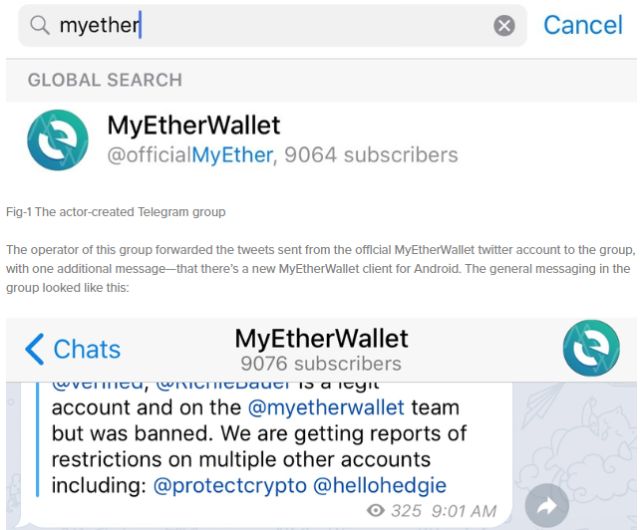 myether
Cancel
GLOBAL SEARCH
MyEtherWallet
@officialMyEther, 9064 subscribers
Fig-1 The actor-created Telegram group
The operator of this group forwarded the tweets sent from the official MyEtherWallet twitter account to the group,
with one additional message—that there's a new MyEtherWallet client for Android. The general messaging in the
group looked like this:
Chats
MyEtherWallet
9076 subscribers
@verified, @RichieBauer is a legit
account and on the @myetherwallet team
but was banned. We are getting reports of
restrictions on multiple other accounts
including: @protectcrypto @hellohedgie
325 9:01 AM